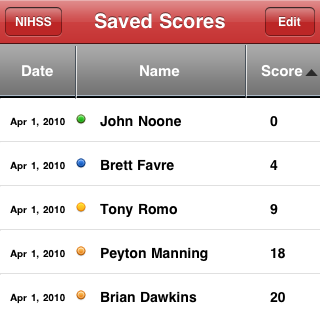 NIHSS Saved Scores Edit
Date Name Score
Apr 1, 2010 John Noone 0
Apr 1, 2010 Brett Favre 4
Apr 1, 2010 Tony Romo 9
Apr 1, 2010 Peyton Manning 18
Apr 1, 2010 Brian Dawkins 20